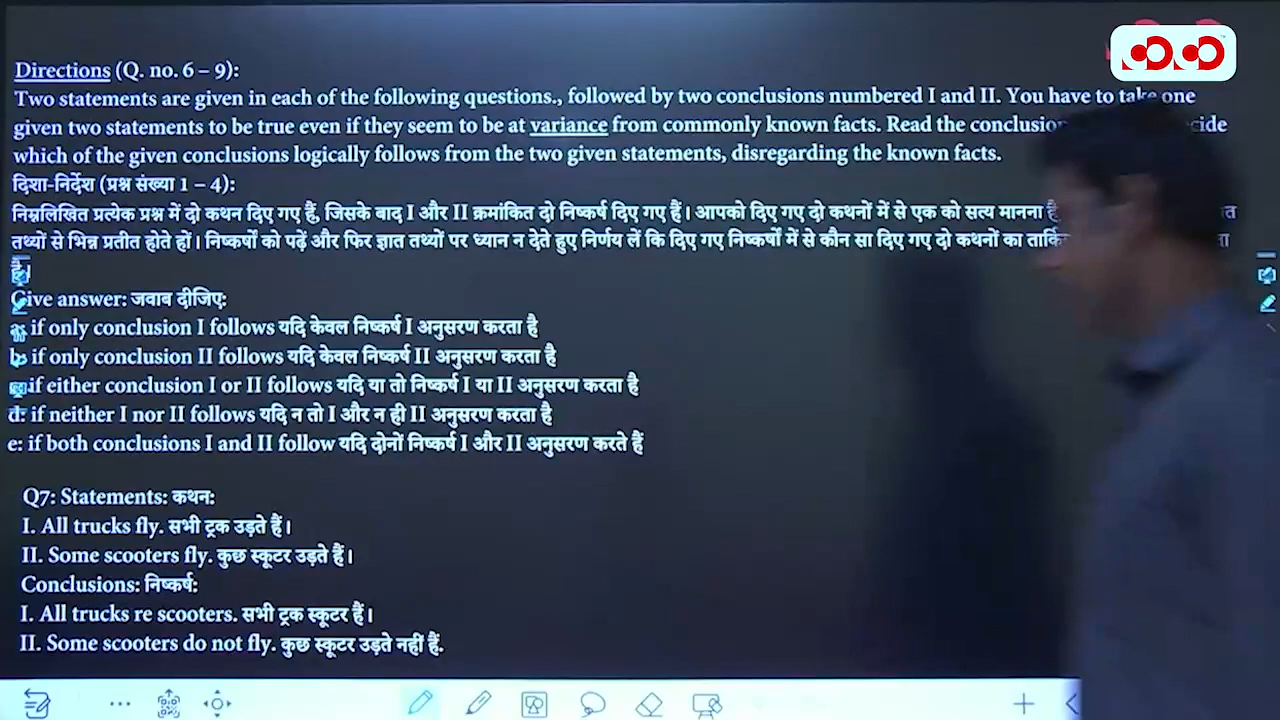 Directions (Q. no. 6 – 9):
Two statements are given in each of the following questions., followed by two conclusions numbered I and II. You have to take one
given two statements to be true even if they seem to be at variance from commonly known facts. Read the
which of the given conclusions logically follows from the two given statements, disregarding the known facts.
दिशा-निर्देश (प्रश्न संख्या 1 – 4):
निम्नलिखित प्रत्येक प्रश्न में दो कथन दिए गए हैं, जिसके बाद I और II क्रमांकित दो निष्कर्ष दिए गए हैं। आपको दिए गए दो कथनों में से एक को सत्य मानना है
तथ्यों से भिन्न प्रतीत होते हों। निष्कर्षों को पढ़ें और फिर ज्ञात तथ्यों पर ध्यान न देते हुए निर्णय लें कि दिए गए निष्कर्षों में से कौन सा दिए गए दो कथनों का
है।
Give answer: जवाब दीजिए:
a: if only conclusion I follows यदि केवल निष्कर्ष I अनुसरण करता है
b: if only conclusion II follows यदि केवल निष्कर्ष II अनुसरण करता है
if either conclusion I or II follows यदि या तो निष्कर्ष I या II अनुसरण करता है
d: if neither I nor II follows यदि न तो I और न ही II अनुसरण करता है
e: if both conclusions I and II follow यदि दोनों निष्कर्ष I और II अनुसरण करते हैं
Q7: Statements: कथन:
I. All trucks fly. सभी ट्रक उड़ते हैं।
II. Some scooters fly. कुछ स्कूटर उड़ते हैं।
Conclusions: निष्कर्ष:
I. All trucks re scooters. सभी ट्रक स्कूटर हैं।
II. Some scooters do not fly. कुछ स्कूटर उड़ते नहीं हैं.